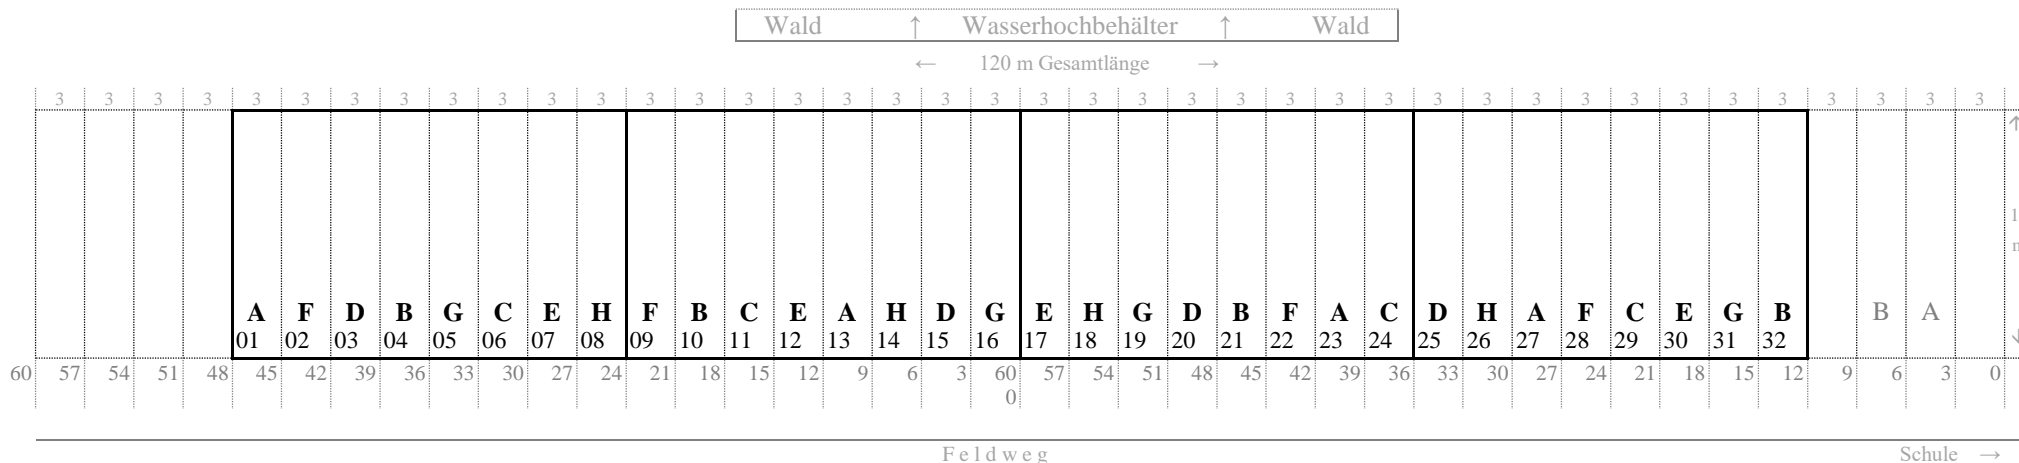 Wald ↑ Wasserhochbehälter ↑ Wald
← 120 m Gesamtlänge →
3 3 3 3 3 3 3 3 3 3 3 3 3 3 3 3 3 3 3 3 3 3 3 3 3 3 3 3 3 3 3 3 3 3 3 3 3 3 3 3
↑
A F D B G C E H F B C E A H D G E H G D B F A C D H A F C E G B B A
01 02 03 04 05 06 07 08 09 10 11 12 13 14 15 16 17 18 19 20 21 22 23 24 25 26 27 28 29 30 31 32
60 57 54 51 48 45 42 39 36 33 30 27 24 21 18 15 12 9 6 3 60 57 54 51 48 45 42 39 36 33 30 27 24 21 18 15 12 9 6 3 0
0
Feldweg Schule →